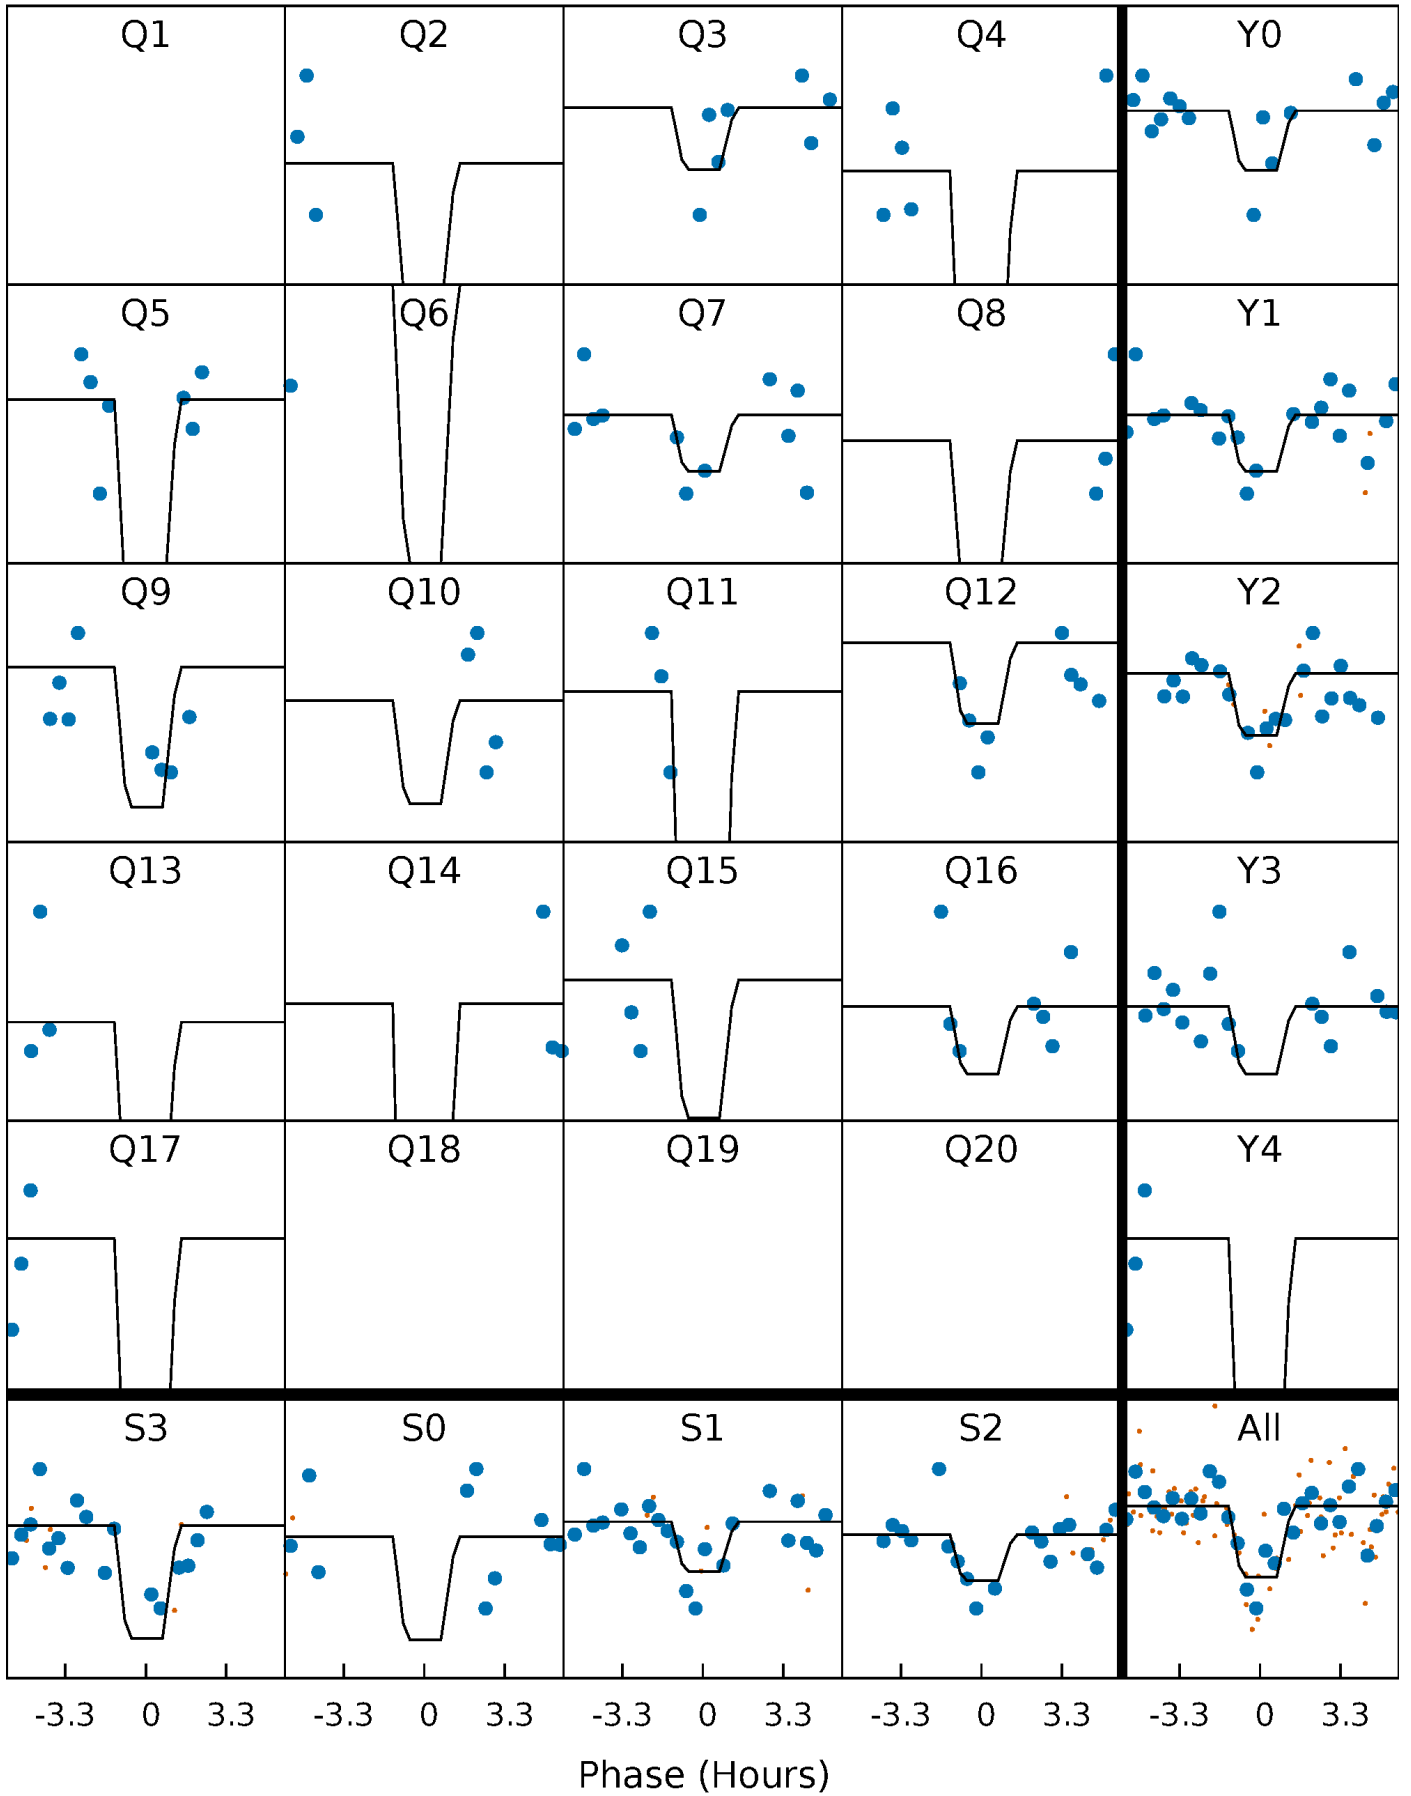 Q1 Q2 Q3 Q4 Y0
Q5 Q6 Q7 Q8 Y1
Q9 Q10 Q11 Q12 Y2
Q13 Q14 Q15 Q16 Y3
Q17 Q18 Q19 Q20 Y4
S3 S0 S1 S2 All
-3.3 0 3.3 -3.3 0 3.3 -3.3 0 3.3 -3.3 0 3.3 -3.3 0 3.3
Phase (Hours)